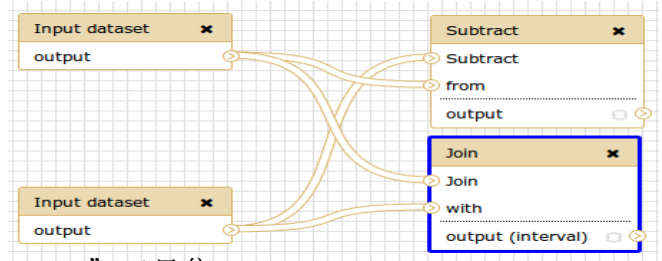 Input dataset
output
Subtract
Subtract
from
output
Join
Join
with
output (interval)
Input dataset
output